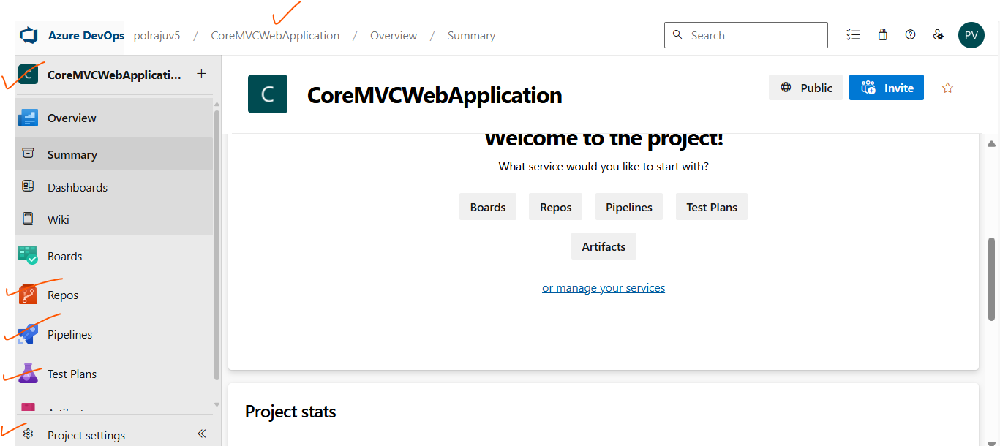 Azure DevOps polrajuv5 / CoreMVCWebApplication / Overview / Summary Search PV
C CoreMVCWebApplicati... +
Overview
Summary
Dashboards
Wiki
Boards
Repos
Pipelines
Test Plans
Project settings
C CoreMVCWebApplication Public Invite
Welcome to the project!
What service would you like to start with?
Boards Repos Pipelines Test Plans
Artifacts
or manage your services
Project stats